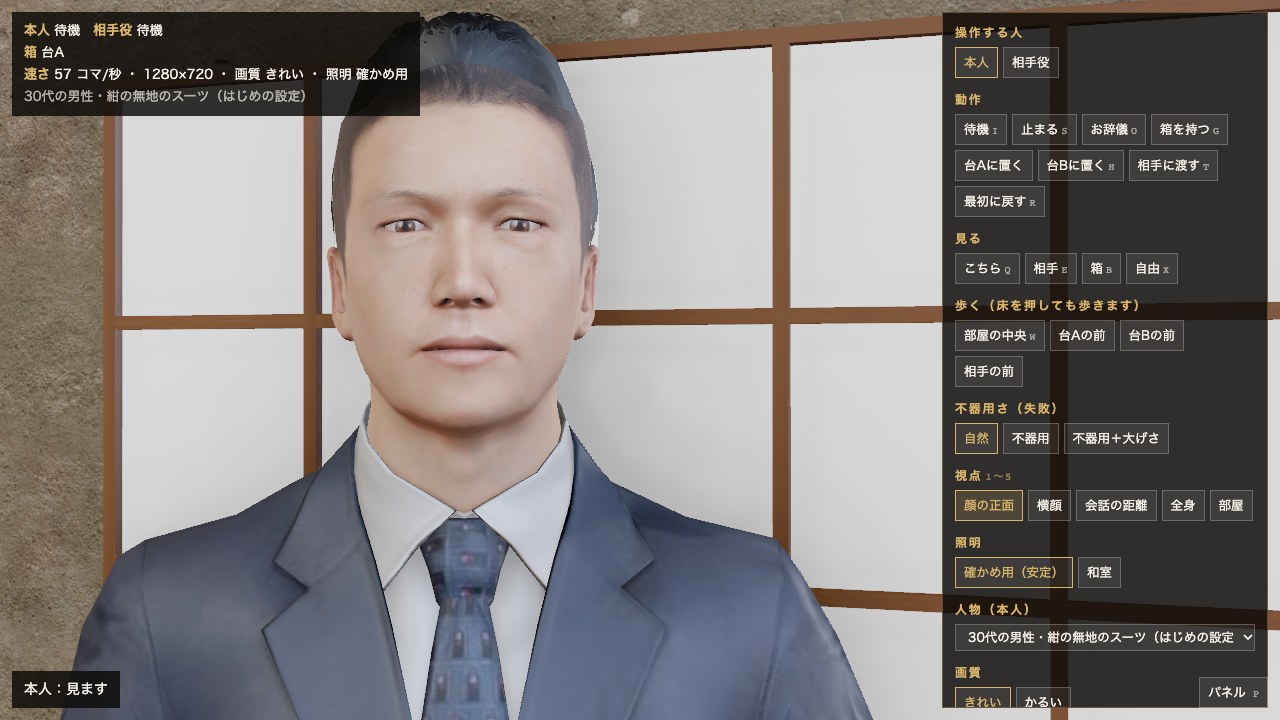 本人 待機 相手役 待機
箱 台A
速さ 57 コマ/秒 ・ 1280×720 ・ 画質 きれい ・ 照明 確かめ用
30代の男性・紺の無地のスーツ（はじめの設定）
本人：見ます
操作する人
本人 相手役
動作
待機 I 止まる S お辞儀 O 箱を持つ G
台Aに置く 台Bに置く H 相手に渡す T
最初に戻す R
見る
こちら Q 相手 E 箱 B 自由 X
歩く（床を押しても歩きます）
部屋の中央 W 台Aの前 台Bの前
相手の前
不器用さ（失敗）
自然 不器用 不器用＋大げさ
視点 1〜5
顔の正面 横顔 会話の距離 全身 部屋
照明
確かめ用（安定） 和室
人物（本人）
30代の男性・紺の無地のスーツ（はじめの設定
画質
きれい かるい
パネル P